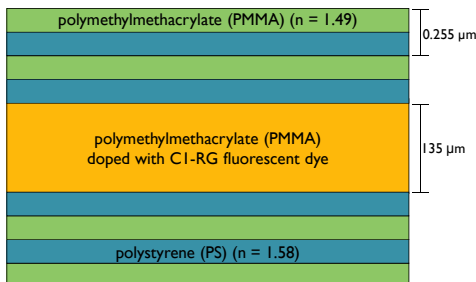 polymethylmethacrylate (PMMA) (n = 1.49)
0.255 μm
polymethylmethacrylate (PMMA)
doped with C1-RG fluorescent dye
135 μm
polystyrene (PS) (n = 1.58)